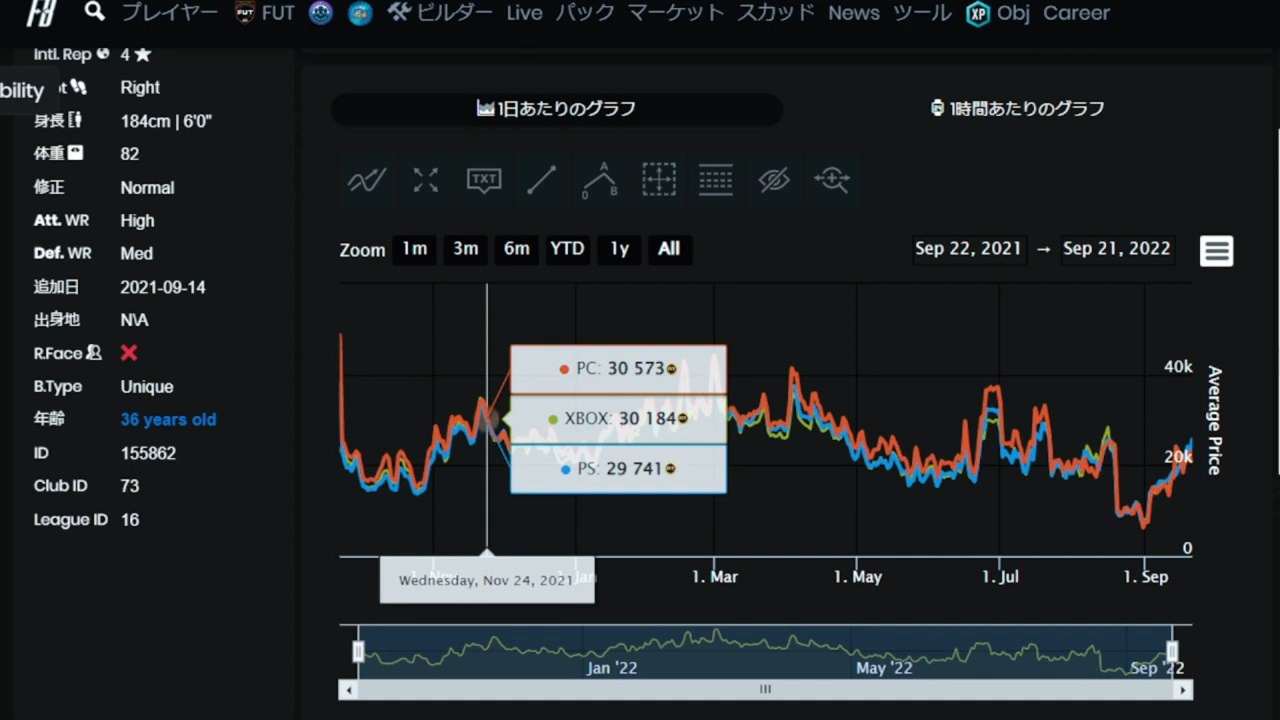 プレイヤー FUT ビルダー Live パック マーケット スカッド News ツール XP Obj Career
Intl. Rep 4
bility
Right
身長 184cm | 6'0"
体重 82
修正 Normal
Att. WR High
Def. WR Med
追加日 2021-09-14
出身地 N\A
R.Face
B.Type Unique
年齢 36 years old
ID 155862
Club ID 73
League ID 16
1日あたりのグラフ
1時間あたりのグラフ
TXT
A
0 B
Zoom 1m 3m 6m YTD 1y All
Sep 22, 2021 → Sep 21, 2022
PC: 30 573
XBOX: 30 184
PS: 29 741
40k
20k
0
Average Price
Wednesday, Nov 24, 2021
1. Mar 1. May 1. Jul 1. Sep
Jan '22 May '22 Sep '22